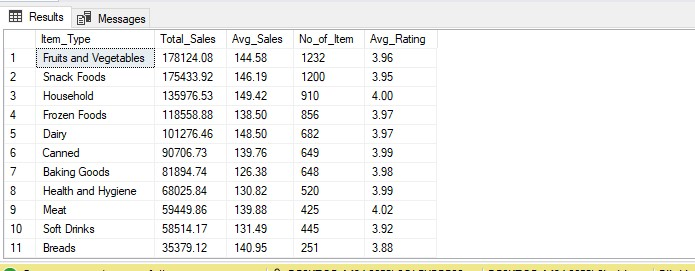 Results Messages
Item_Type Total_Sales Avg_Sales No_of_Item Avg_Rating
1 Fruits and Vegetables 178124.08 144.58 1232 3.96
2 Snack Foods 175433.92 146.19 1200 3.95
3 Household 135976.53 149.42 910 4.00
4 Frozen Foods 118558.88 138.50 856 3.97
5 Dairy 101276.46 148.50 682 3.97
6 Canned 90706.73 139.76 649 3.99
7 Baking Goods 81894.74 126.38 648 3.98
8 Health and Hygiene 68025.84 130.82 520 3.99
9 Meat 59449.86 139.88 425 4.02
10 Soft Drinks 58514.17 131.49 445 3.92
11 Breads 35379.12 140.95 251 3.88